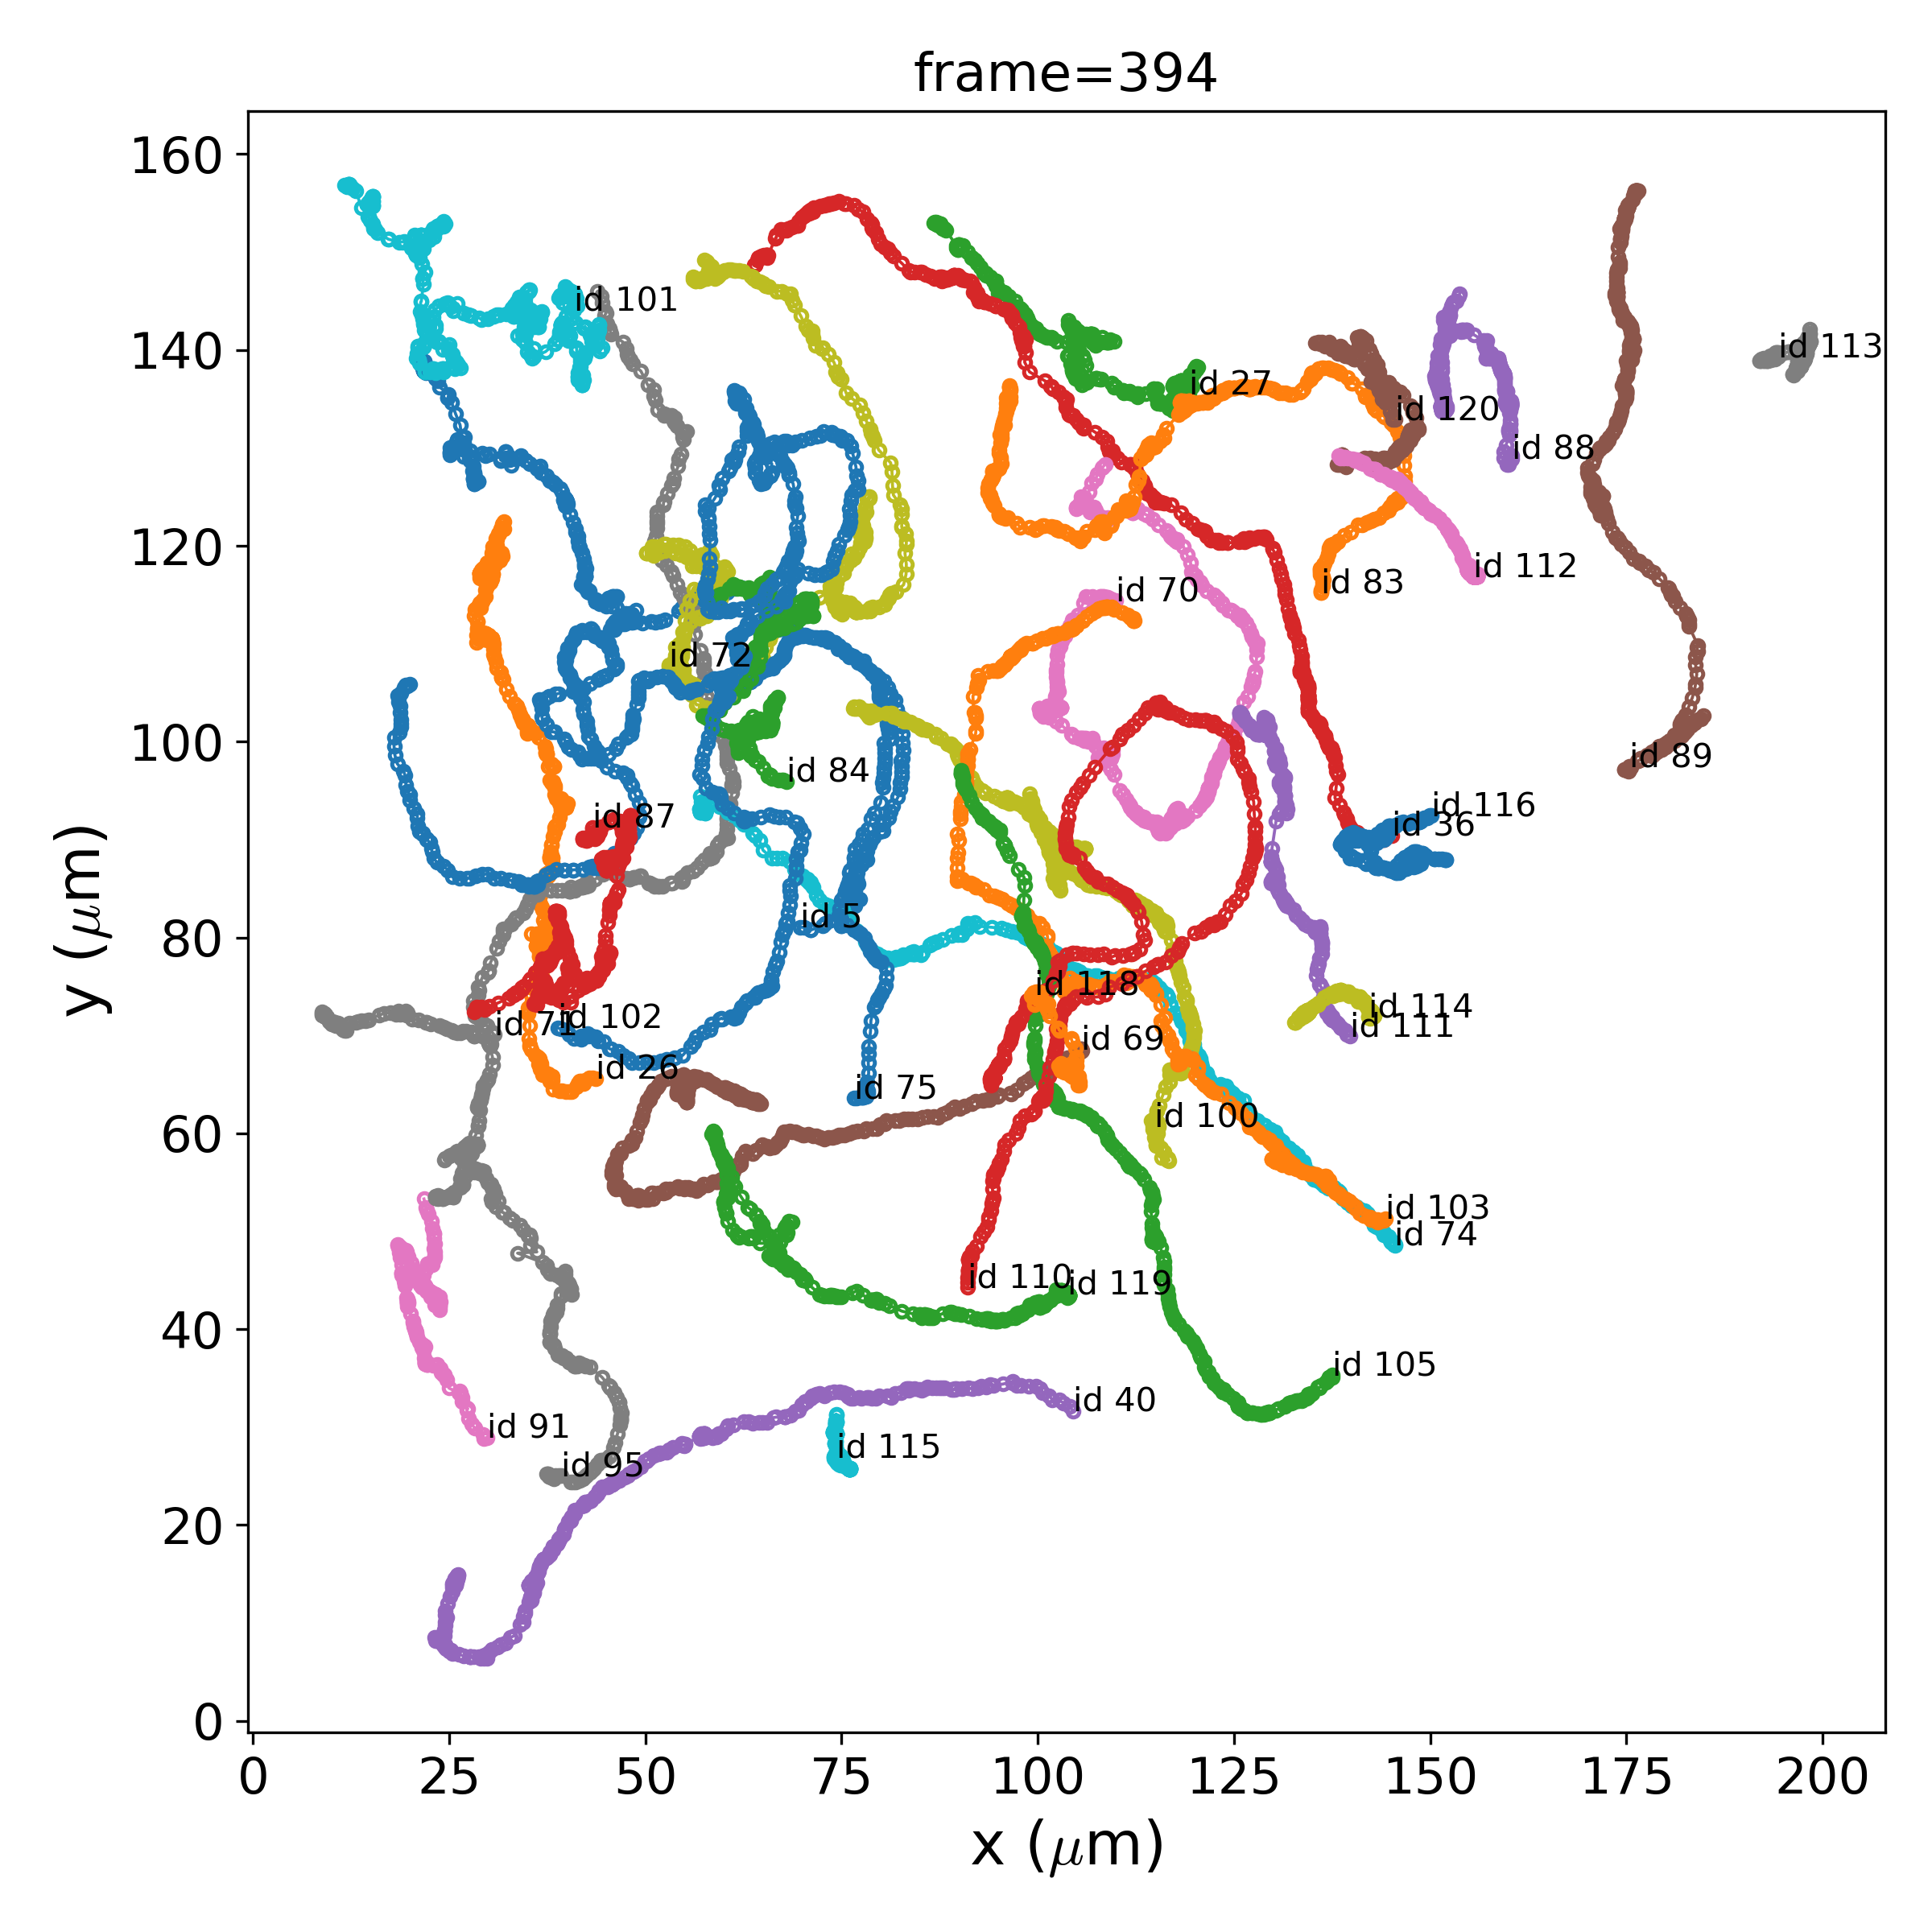 frame=394
160
140
120
100
80
60
40
20
0
y (μm)
id 101
id 113
id 27
id 120
id 88
id 112
id 83
id 70
id 72
id 84
id 89
id 116
id 36
id 87
id 5
id 118
id 114
id 111
id 71
id 102
id 69
id 26
id 75
id 100
id 103
id 74
id 110
id 119
id 105
id 40
id 91
id 115
id 95
0 25 50 75 100 125 150 175 200
x (μm)